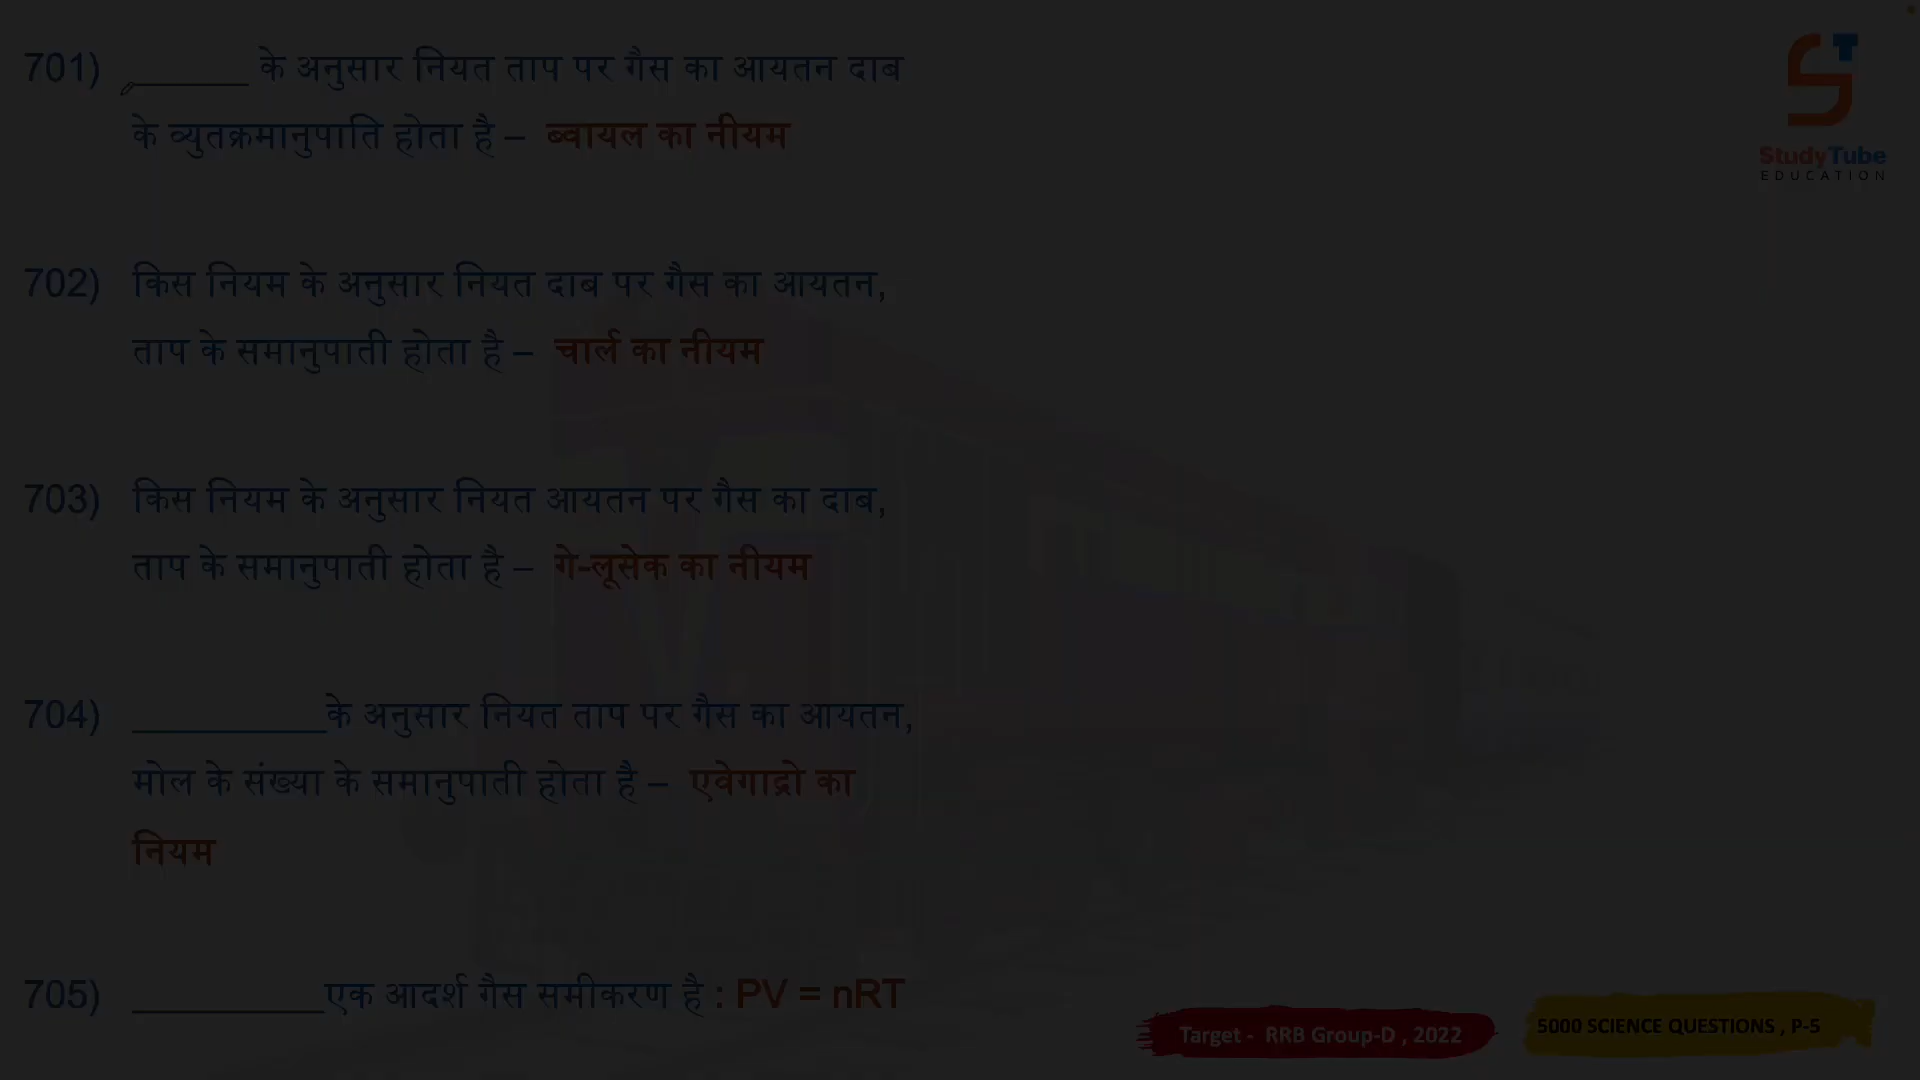 701) ______ के अनुसार नियत ताप पर गैस का आयतन दाब
के व्युतक्रमानुपाति होता है – ब्वायल का नीयम
702) किस नियम के अनुसार नियत दाब पर गैस का आयतन,
ताप के समानुपाती होता है – चार्ल का नीयम
703) किस नियम के अनुसार नियत आयतन पर गैस का दाब,
ताप के समानुपाती होता है – गे-लूसेक का नीयम
704) __________के अनुसार नियत ताप पर गैस का आयतन,
मोल के संख्या के समानुपाती होता है – एवेगाद्रो का
नियम
705) __________एक आदर्श गैस समीकरण है : PV = nRT
StudyTube
EDUCATION
Target - RRB Group-D , 2022
5000 SCIENCE QUESTIONS , P-5